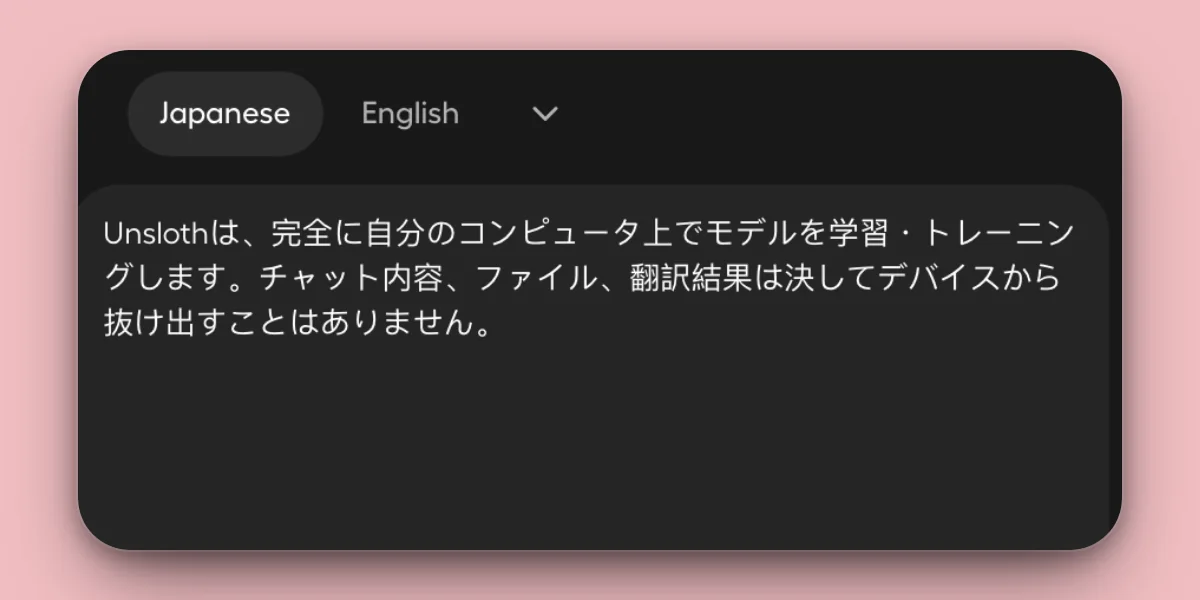 Japanese English
Unslothは、完全に自分のコンピュータ上でモデルを学習・トレーニン
グします。チャット内容、ファイル、翻訳結果は決してデバイスから
抜け出すことはありません。